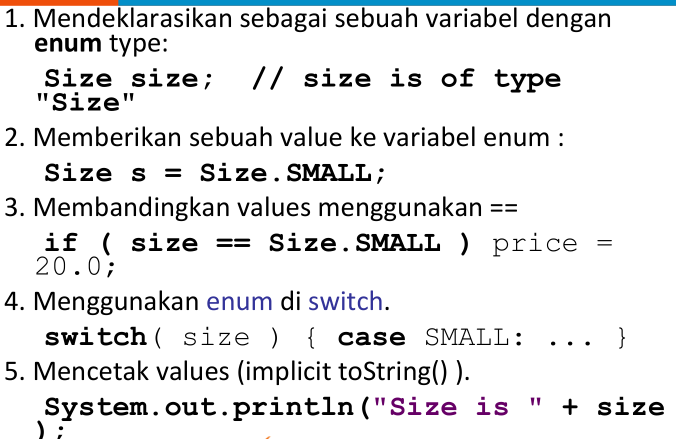 1. Mendeklarasikan sebagai sebuah variabel dengan
enum type:
Size size;  // size is of type
"Size"
2. Memberikan sebuah value ke variabel enum :
Size s = Size.SMALL;
3. Membandingkan values menggunakan ==
if ( size == Size.SMALL ) price =
20.0;
4. Menggunakan enum di switch.
switch( size ) { case SMALL: ... }
5. Mencetak values (implicit toString() ).
System.out.println("Size is " + size
);